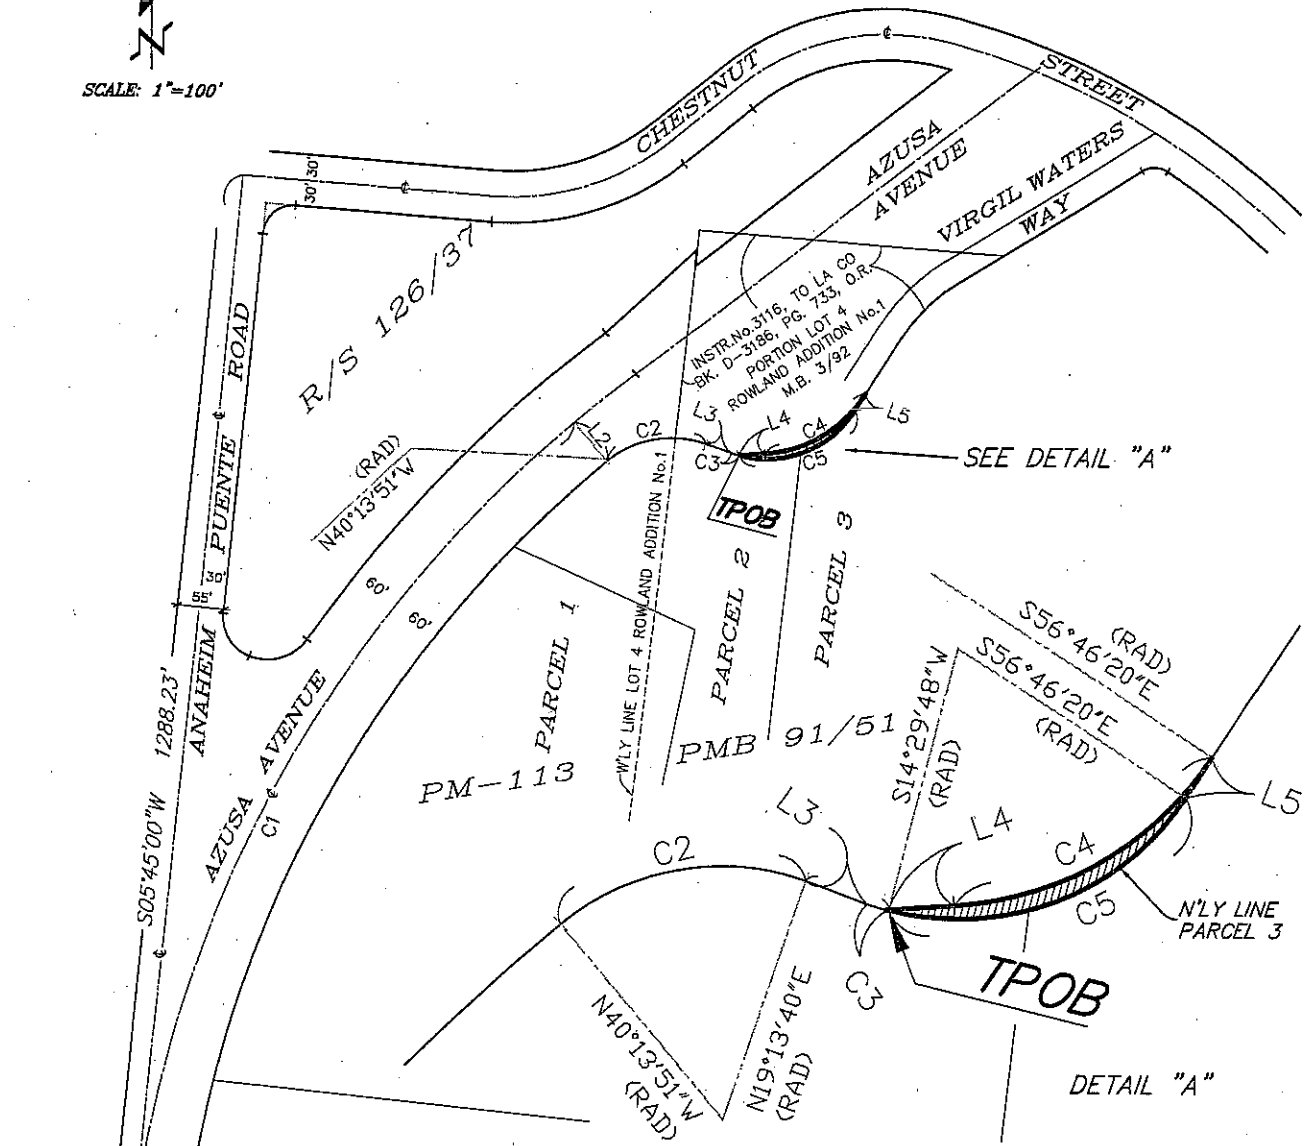 SCALE: 1"=100'
CHESTNUT
STREET
AZUSA
AVENUE
VIRGIL WATERS
WAY
30' 30'
R/S 126/37
ANAHEIM PUENTE ROAD
INSTR.No.3116, TO LA CO
BK. D-3186, PG. 733, O.R.
PORTION LOT 4
ROWLAND ADDITION No.1
M.B. 3/92
L2
C2
L3
L4
C4
L5
C3
C5
SEE DETAIL "A"
(RAD)
N40°13'51"W
TPOB
30'
55'
60'
60'
W'LY LINE LOT 4 ROWLAND ADDITION No.1
PARCEL 1
PARCEL 2
PARCEL 3
PM-113
PMB 91/51
S05°45'00"W 1288.23'
AZUSA AVENUE
C1
S56°46'20"E
(RAD)
S56°46'20"E
(RAD)
S14°29'48"W
(RAD)
L3
L4
L5
C2
C4
C5
C3
N'LY LINE
PARCEL 3
TPOB
N40°13'51"W
(RAD)
N19°13'40"E
(RAD)
DETAIL "A"